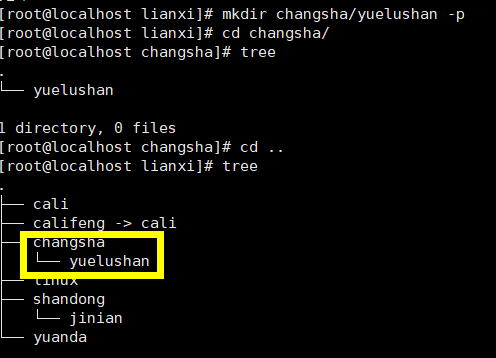 [root@localhost lianxi]# mkdir changsha/yuelushan -p
[root@localhost lianxi]# cd changsha/
[root@localhost changsha]# tree
.
└── yuelushan
1 directory, 0 files
[root@localhost changsha]# cd ..
[root@localhost lianxi]# tree
.
├── cali
├── califeng -> cali
├── changsha
│   └── yuelushan
├── linux
├── shandong
│   └── jinian
└── yuanda